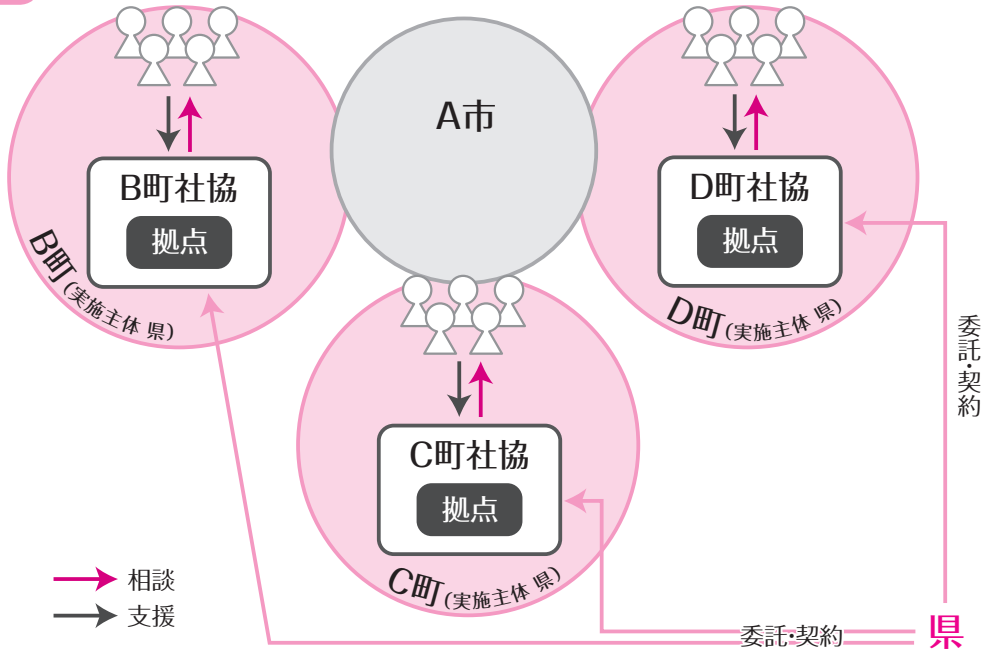 A市
B町社協
拠点
B町(実施主体 県)
D町社協
拠点
D町(実施主体 県)
委託・契約
C町社協
拠点
C町(実施主体 県)
相談
支援
委託・契約
県